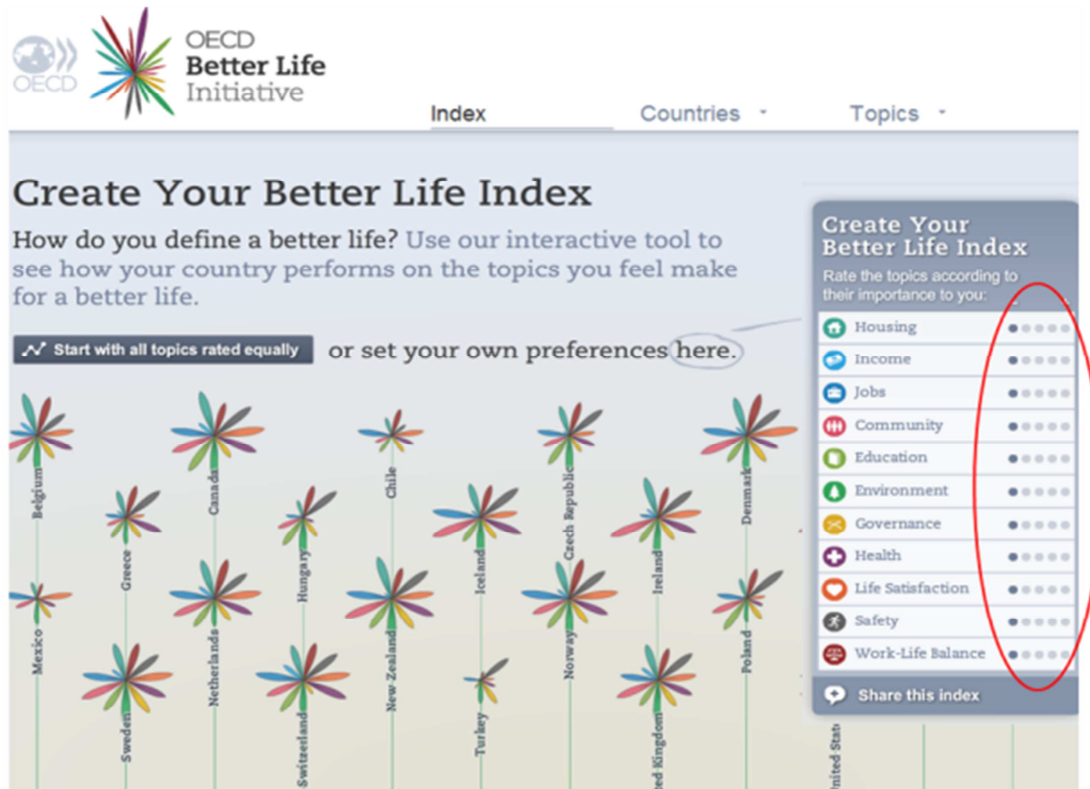 OECD
OECD
Better Life
Initiative
Index
Countries
Topics
Create Your Better Life Index
How do you define a better life? Use our interactive tool to
see how your country performs on the topics you feel make
for a better life.
Start with all topics rated equally
or set your own preferences here.
Create Your
Better Life Index
Rate the topics according to
their importance to you:
Housing
Income
Jobs
Community
Education
Environment
Governance
Health
Life Satisfaction
Safety
Work-Life Balance
Share this index
Belgium
Canada
Chile
Czech Republic
Denmark
Greece
Hungary
Iceland
Ireland
Mexico
Netherlands
New Zealand
Norway
Poland
Sweden
Switzerland
Turkey
ed Kingdom
nited Stat